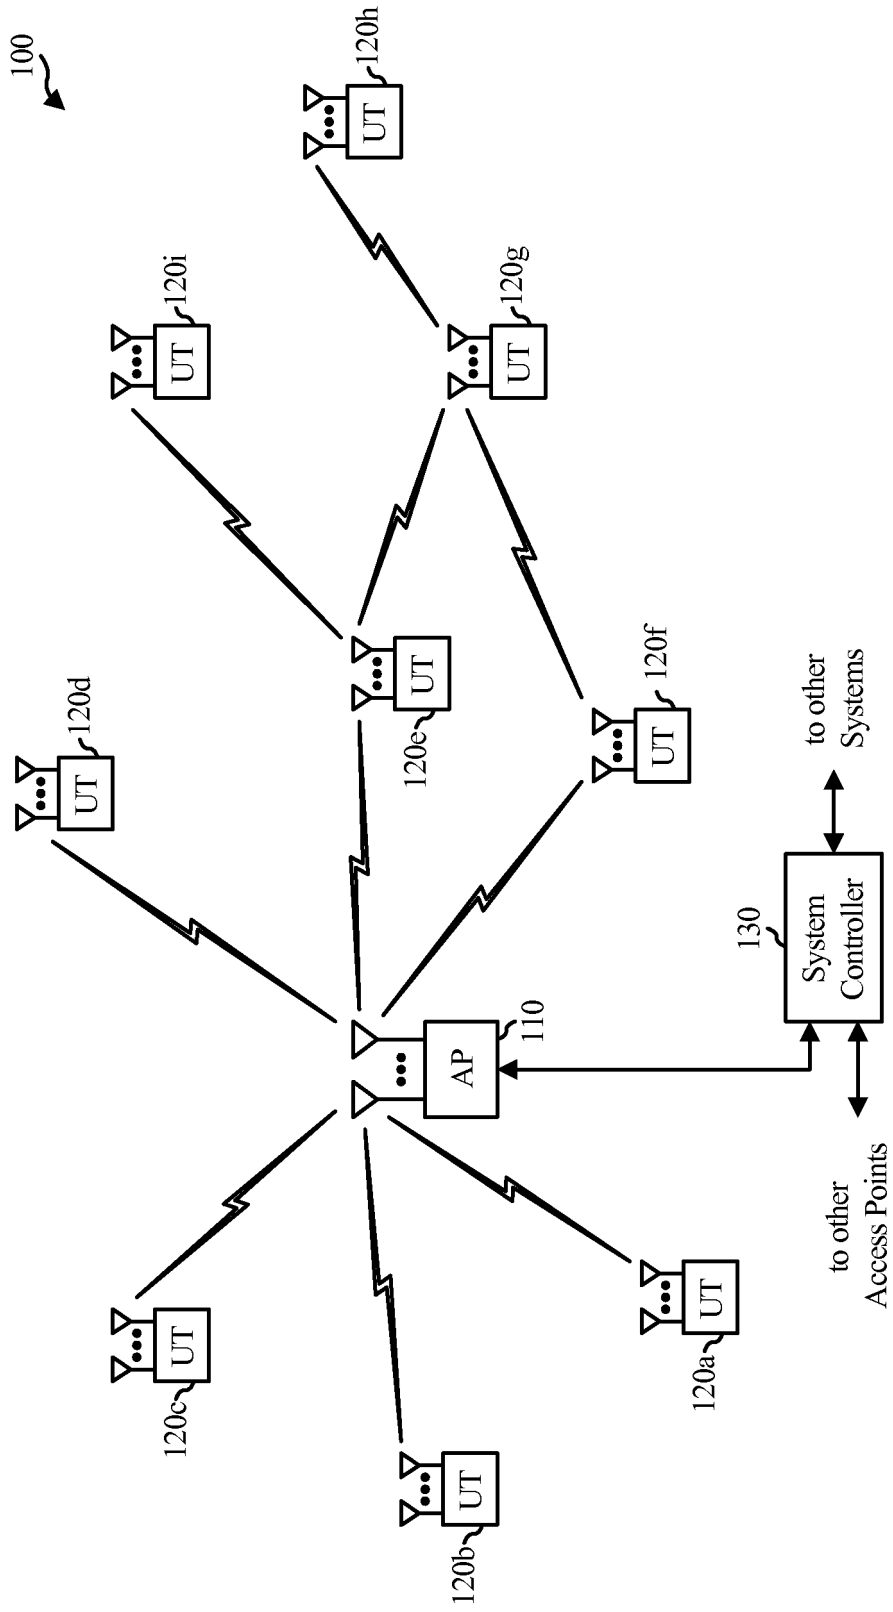 100
UT
120h
UT
120i
UT
120g
UT
120d
UT
120e
UT
120f
AP
110
UT
120c
UT
120b
UT
120a
130
System
Controller
to other
Systems
to other
Access Points